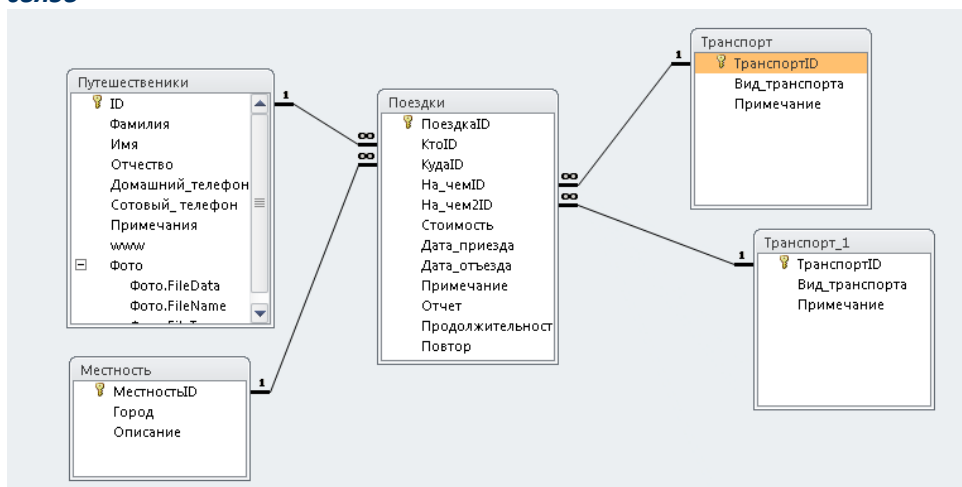 Транспорт
ТранспортID
Вид_транспорта
Примечание
1
Путешественики
ID
Фамилия
Имя
Отчество
Домашний_телефон
Сотовый_ телефон
Примечания
www
Фото
Фото.FileData
Фото.FileName
1
Поездки
ПоездкаID
КтоID
КудаID
На_чемID
На_чем2ID
Стоимость
Дата_приезда
Дата_отъезда
Примечание
Отчет
Продолжительност
Повтор
∞
∞
∞
∞
Транспорт_1
ТранспортID
Вид_транспорта
Примечание
1
Местность
МестностьID
Город
Описание
1